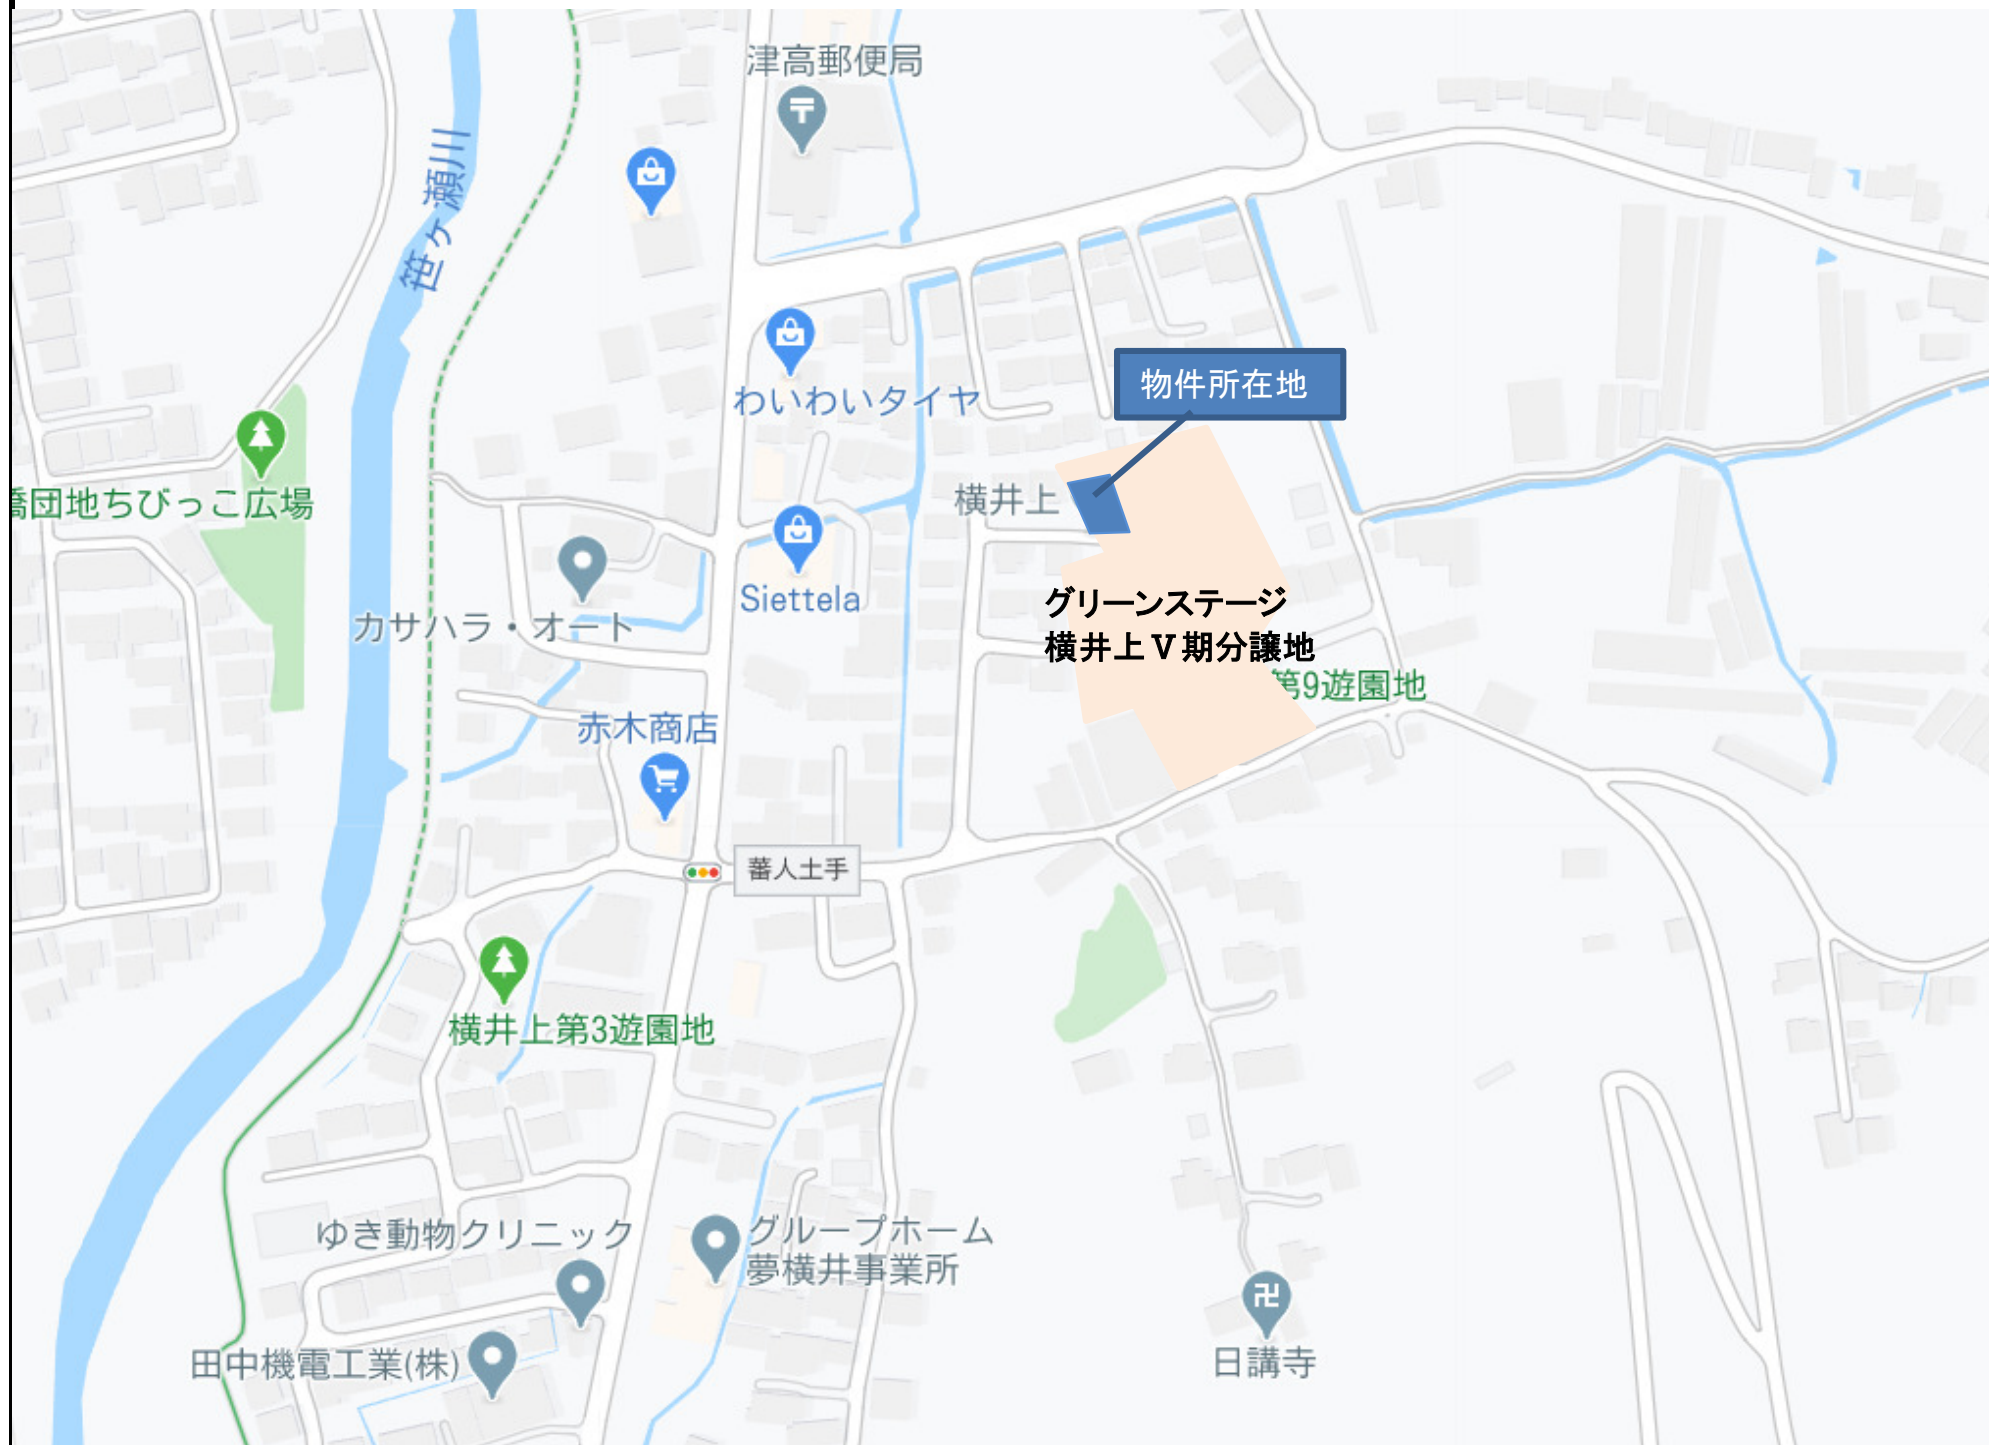 津高郵便局
笹ヶ瀬川
わいわいタイヤ
物件所在地
団地ちびっこ広場
横井上
Siettela
カサハラ・オート
グリーンステージ
横井上Ⅴ期分譲地
第9遊園地
赤木商店
蕃人土手
横井上第3遊園地
ゆき動物クリニック
グループホーム
夢横井事業所
田中機電工業(株)
日講寺